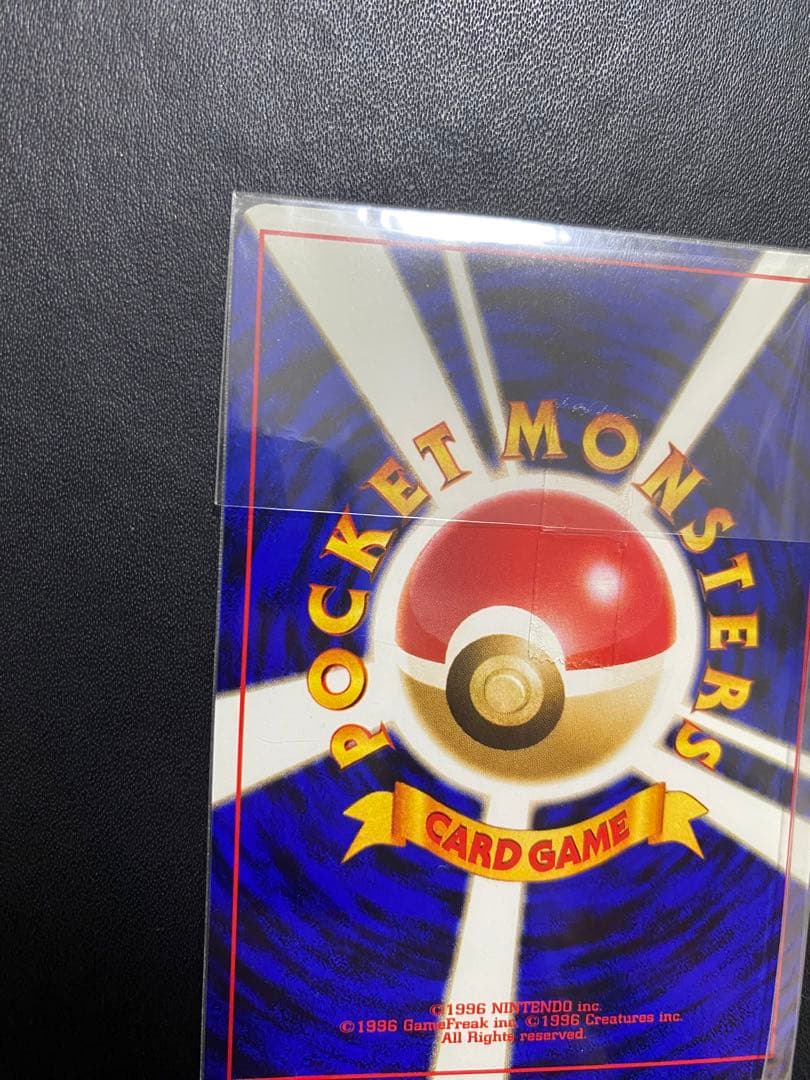 POCKET MONSTERS
CARD GAME
©1996 NINTENDO inc.
©1996 GameFreak inc. ©1996 Creatures inc.
All Rights reserved.